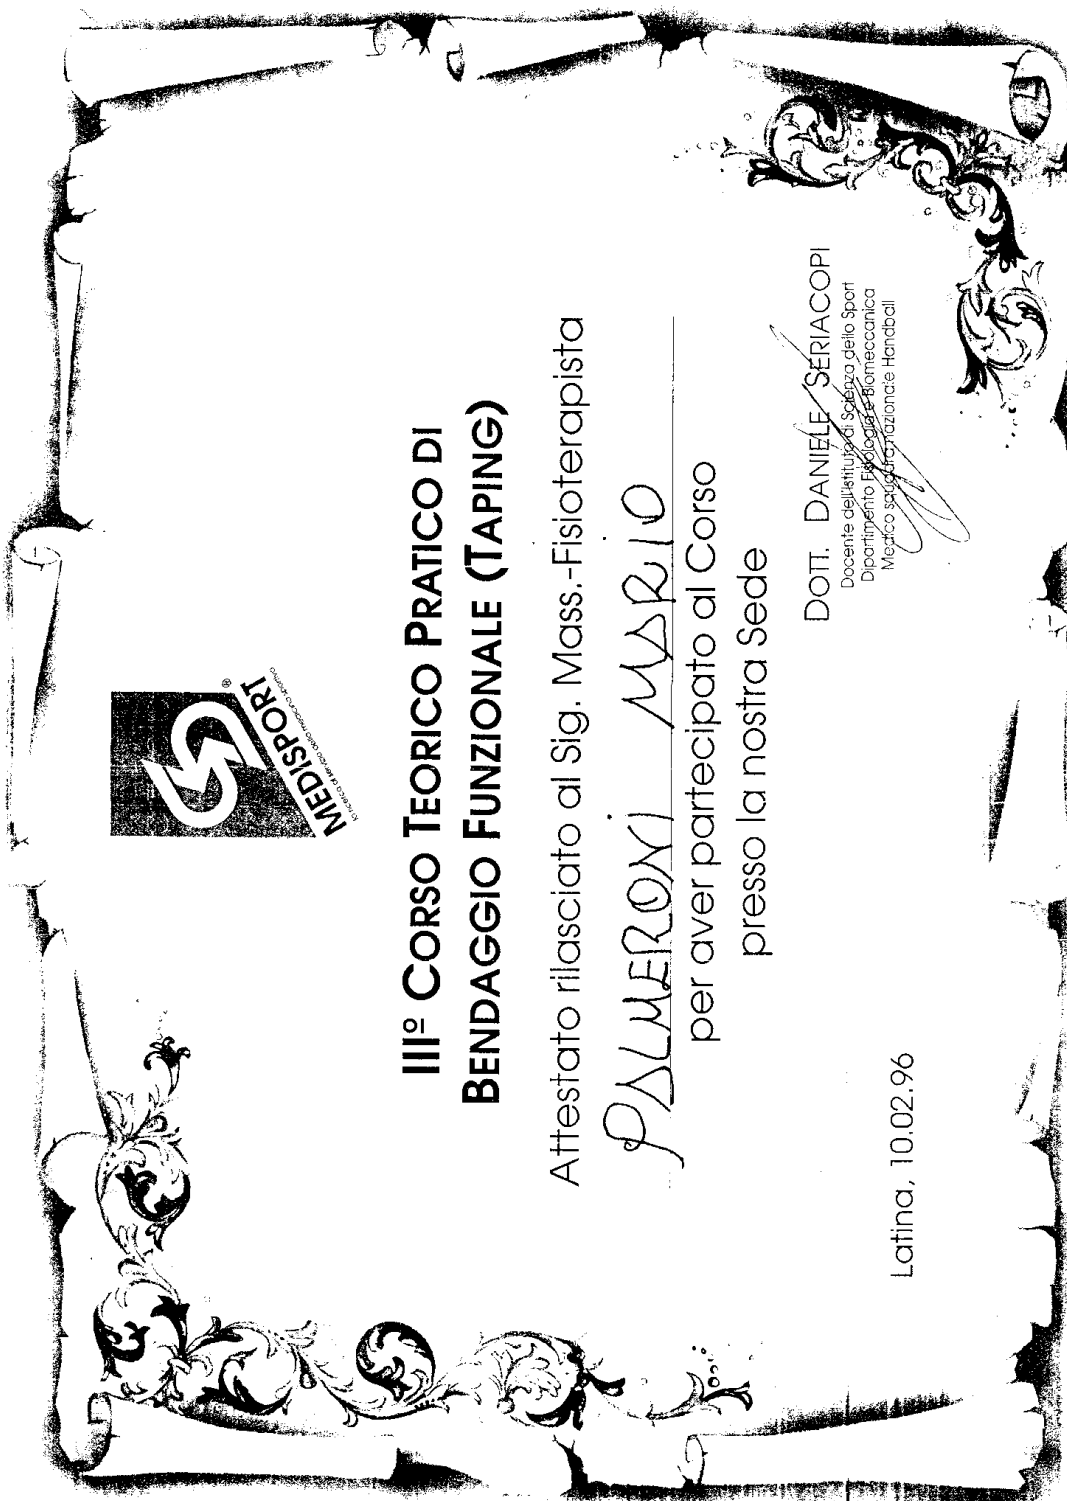 MEDISPORT®
IIIº CORSO TEORICO PRATICO DI
BENDAGGIO FUNZIONALE (TAPING)
Attestato rilasciato al Sig. Mass.-Fisioterapista
PALMERONI MARIO
per aver partecipato al Corso
presso la nostra Sede
DOTT. DANIELE SERIACOPI
Docente dell'Istituto di Scienza dello Sport
Dipartimento Fisiologia e Biomeccanica
Medico squadra nazionale Handball
Latina, 10.02.96